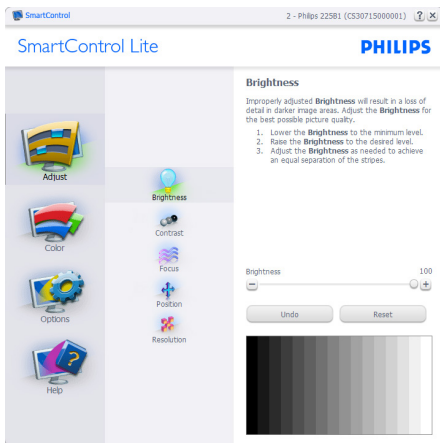 SmartControl
2 - Philips 225B1 (CS30715000001)
SmartControl Lite
PHILIPS
Adjust
Color
Options
Help
Brightness
Contrast
Focus
Position
Resolution
Brightness
Improperly adjusted Brightness will result in a loss of
detail in darker image areas. Adjust the Brightness for
the best possible picture quality.
1. Lower the Brightness to the minimum level.
2. Raise the Brightness to the desired level.
3. Adjust the Brightness as needed to achieve
an equal separation of the stripes.
Brightness 100
Undo Reset